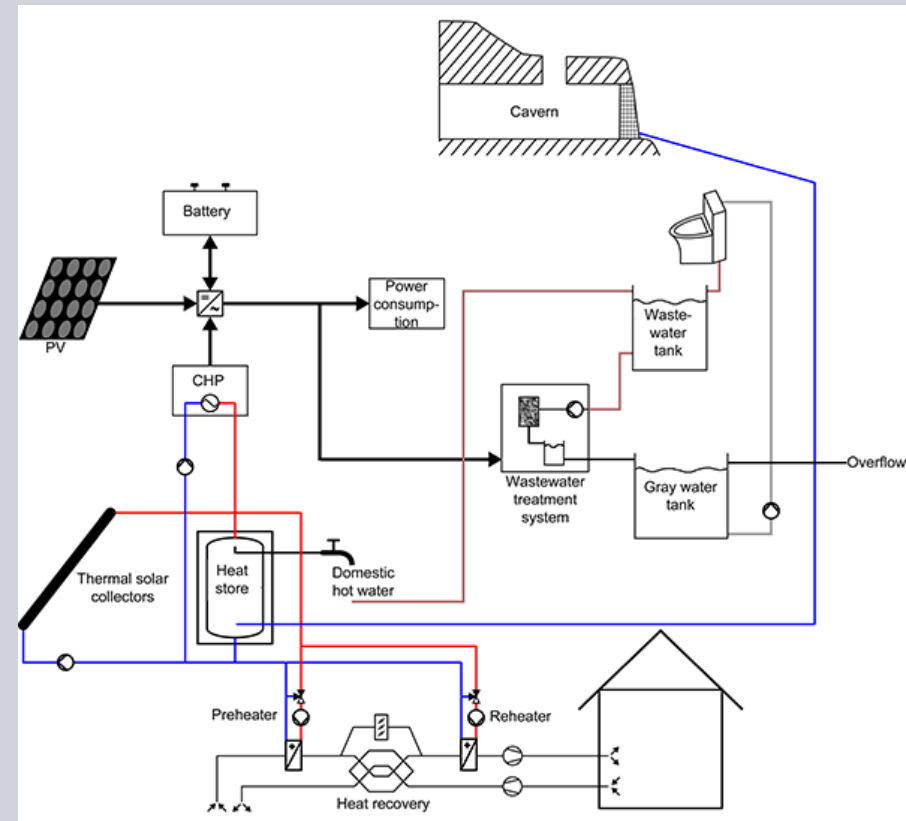 Cavern
Battery
Power
consump-
tion
PV
Waste-
water
tank
CHP
Wastewater
treatment
system
Gray water
tank
Overflow
Thermal solar
collectors
Heat
store
Domestic
hot water
Preheater
Reheater
Heat recovery